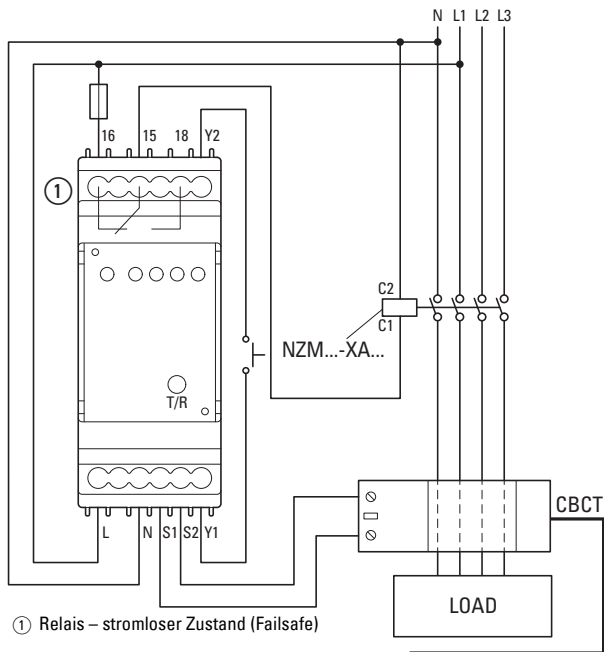 N L1 L2 L3
16 15 18 Y2
①
C2
C1
NZM...-XA...
T/R
L N S1 S2 Y1
CBCT
LOAD
① Relais – stromloser Zustand (Failsafe)